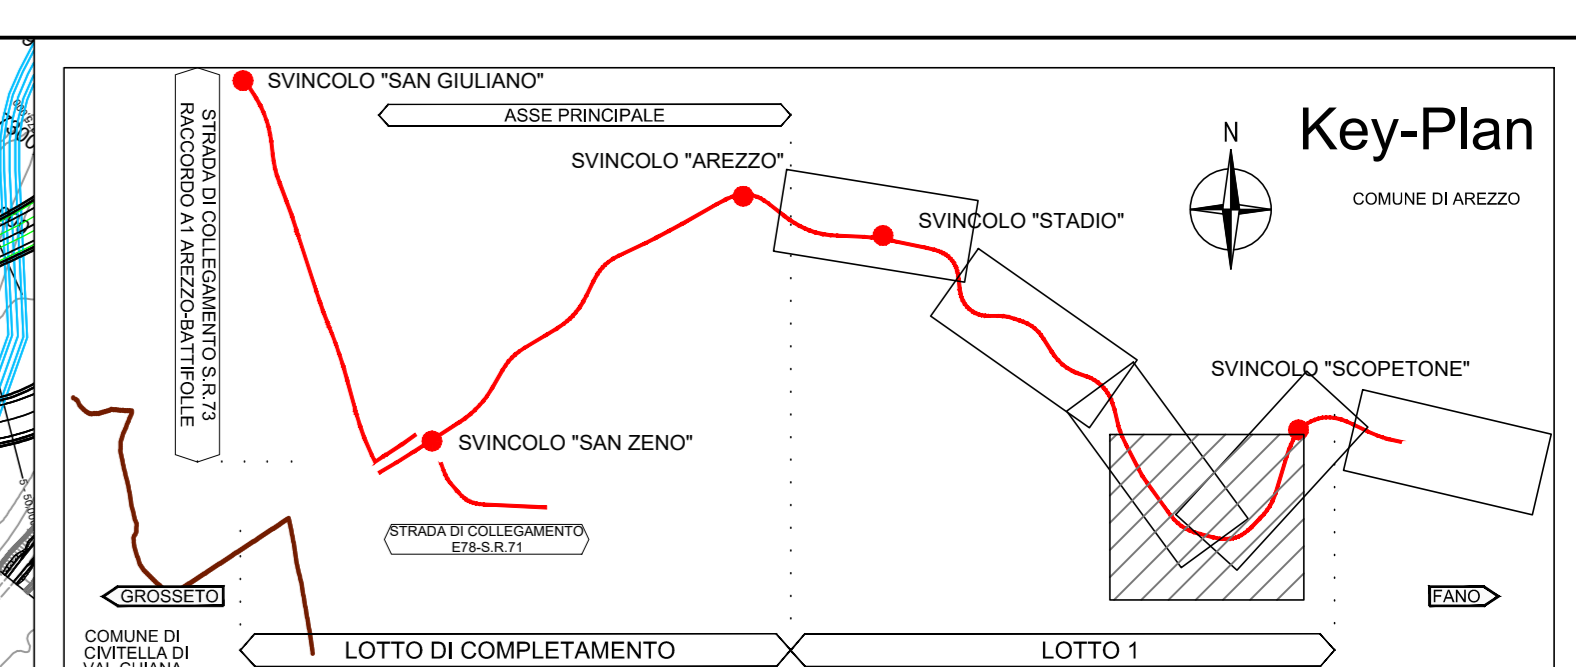 SVINCOLO "SAN GIULIANO"
ASSE PRINCIPALE
Key-Plan
N
COMUNE DI AREZZO
STRADA DI COLLEGAMENTO S.R.73
RACCORDO A1 AREZZO-BATTIFOLLE
SVINCOLO "AREZZO"
SVINCOLO "STADIO"
SVINCOLO "SCOPETONE"
SVINCOLO "SAN ZENO"
STRADA DI COLLEGAMENTO
E78-S.R.71
GROSSETO
FANO
COMUNE DI
CIVITELLA DI
VAL CHIANA
LOTTO DI COMPLETAMENTO
LOTTO 1